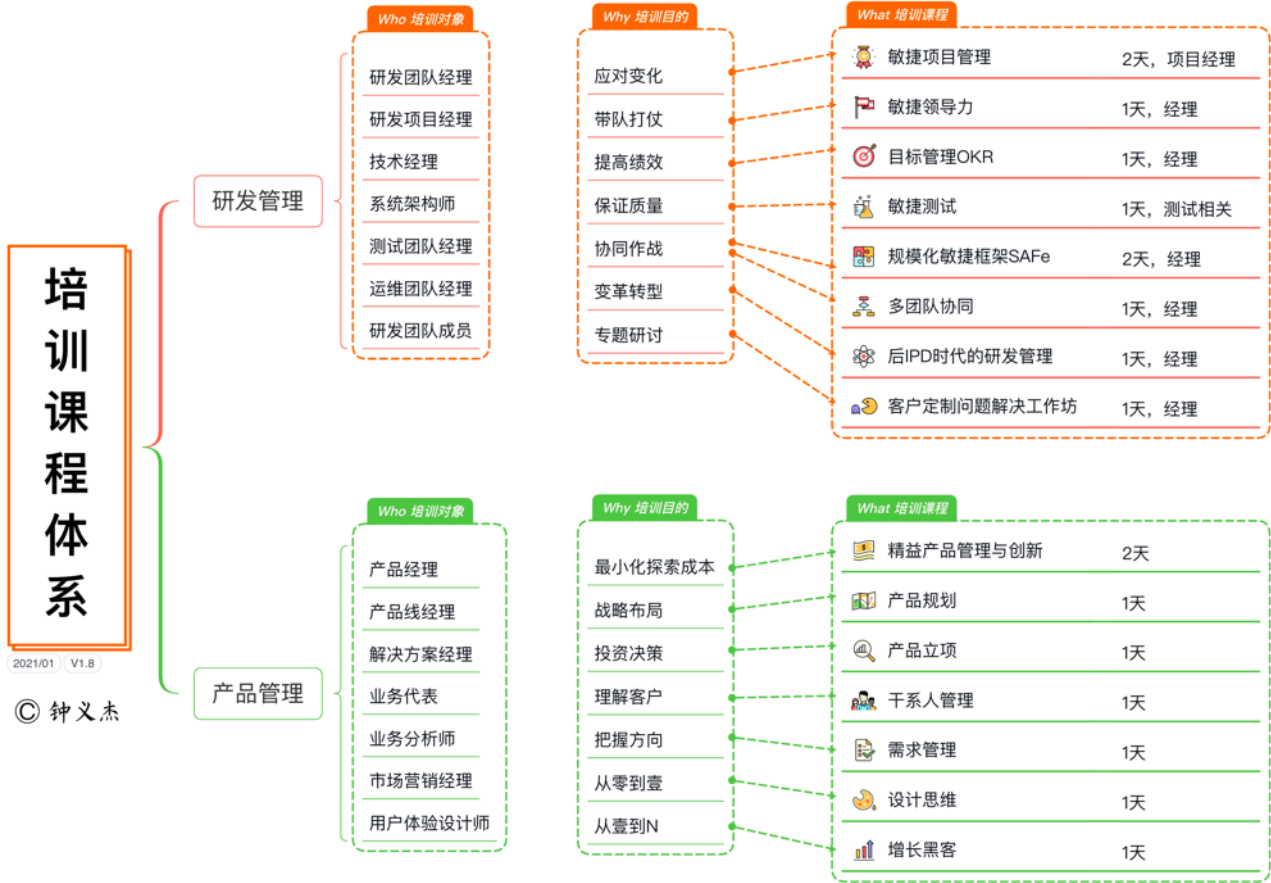 培训课程体系
2021/01 V1.8
© 钟义杰
研发管理
Who 培训对象
研发团队经理
研发项目经理
技术经理
系统架构师
测试团队经理
运维团队经理
研发团队成员
Why 培训目的
应对变化
带队打仗
提高绩效
保证质量
协同作战
变革转型
专题研讨
What 培训课程
敏捷项目管理 2天，项目经理
敏捷领导力 1天，经理
目标管理OKR 1天，经理
敏捷测试 1天，测试相关
规模化敏捷框架SAFe 2天，经理
多团队协同 1天，经理
后IPD时代的研发管理 1天，经理
客户定制问题解决工作坊 1天，经理
产品管理
Who 培训对象
产品经理
产品线经理
解决方案经理
业务代表
业务分析师
市场营销经理
用户体验设计师
Why 培训目的
最小化探索成本
战略布局
投资决策
理解客户
把握方向
从零到壹
从壹到N
What 培训课程
精益产品管理与创新 2天
产品规划 1天
产品立项 1天
干系人管理 1天
需求管理 1天
设计思维 1天
增长黑客 1天